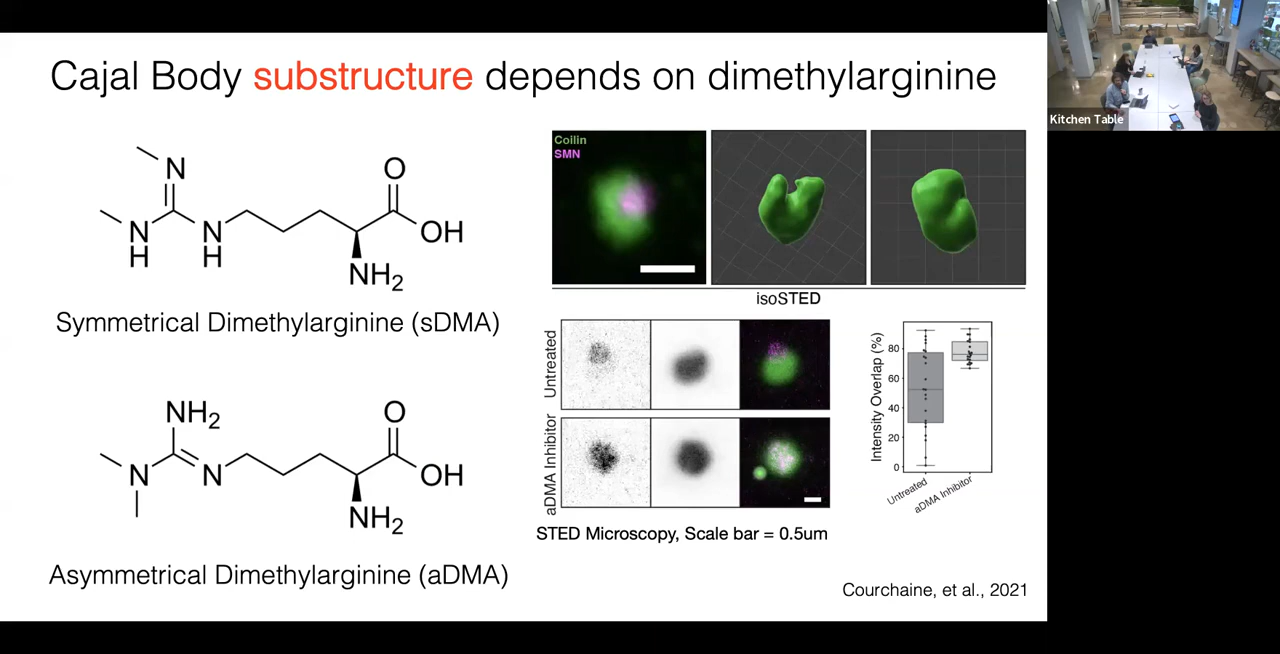 Cajal Body substructure depends on dimethylarginine
N
O
N
H
N
H
OH
NH2
Symmetrical Dimethylarginine (sDMA)
NH2
O
N
N
OH
NH2
Asymmetrical Dimethylarginine (aDMA)
Coilin
SMN
isoSTED
Untreated
aDMA Inhibitor
STED Microscopy, Scale bar = 0.5um
Intensity Overlap (%)
80
60
40
20
0
Untreated
aDMA Inhibitor
Courchaine, et al., 2021
Kitchen Table